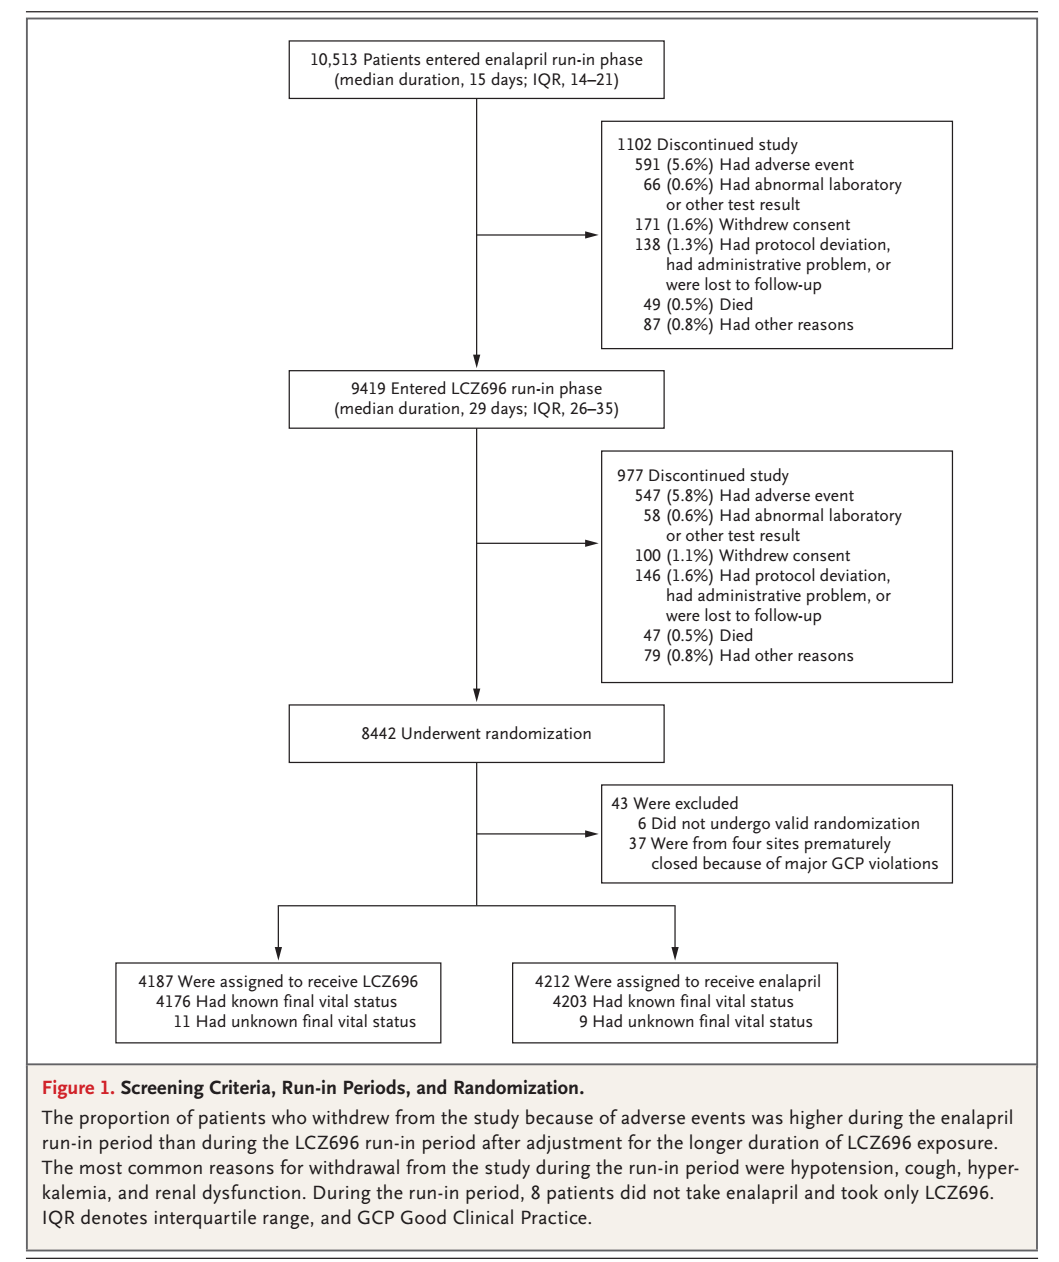 10,513 Patients entered enalapril run-in phase
(median duration, 15 days; IQR, 14–21)
1102 Discontinued study
591 (5.6%) Had adverse event
66 (0.6%) Had abnormal laboratory
or other test result
171 (1.6%) Withdrew consent
138 (1.3%) Had protocol deviation,
had administrative problem, or
were lost to follow-up
49 (0.5%) Died
87 (0.8%) Had other reasons
9419 Entered LCZ696 run-in phase
(median duration, 29 days; IQR, 26–35)
977 Discontinued study
547 (5.8%) Had adverse event
58 (0.6%) Had abnormal laboratory
or other test result
100 (1.1%) Withdrew consent
146 (1.6%) Had protocol deviation,
had administrative problem, or
were lost to follow-up
47 (0.5%) Died
79 (0.8%) Had other reasons
8442 Underwent randomization
43 Were excluded
6 Did not undergo valid randomization
37 Were from four sites prematurely
closed because of major GCP violations
4187 Were assigned to receive LCZ696
4176 Had known final vital status
11 Had unknown final vital status
4212 Were assigned to receive enalapril
4203 Had known final vital status
9 Had unknown final vital status
Figure 1. Screening Criteria, Run-in Periods, and Randomization.
The proportion of patients who withdrew from the study because of adverse events was higher during the enalapril
run-in period than during the LCZ696 run-in period after adjustment for the longer duration of LCZ696 exposure.
The most common reasons for withdrawal from the study during the run-in period were hypotension, cough, hyper-
kalemia, and renal dysfunction. During the run-in period, 8 patients did not take enalapril and took only LCZ696.
IQR denotes interquartile range, and GCP Good Clinical Practice.